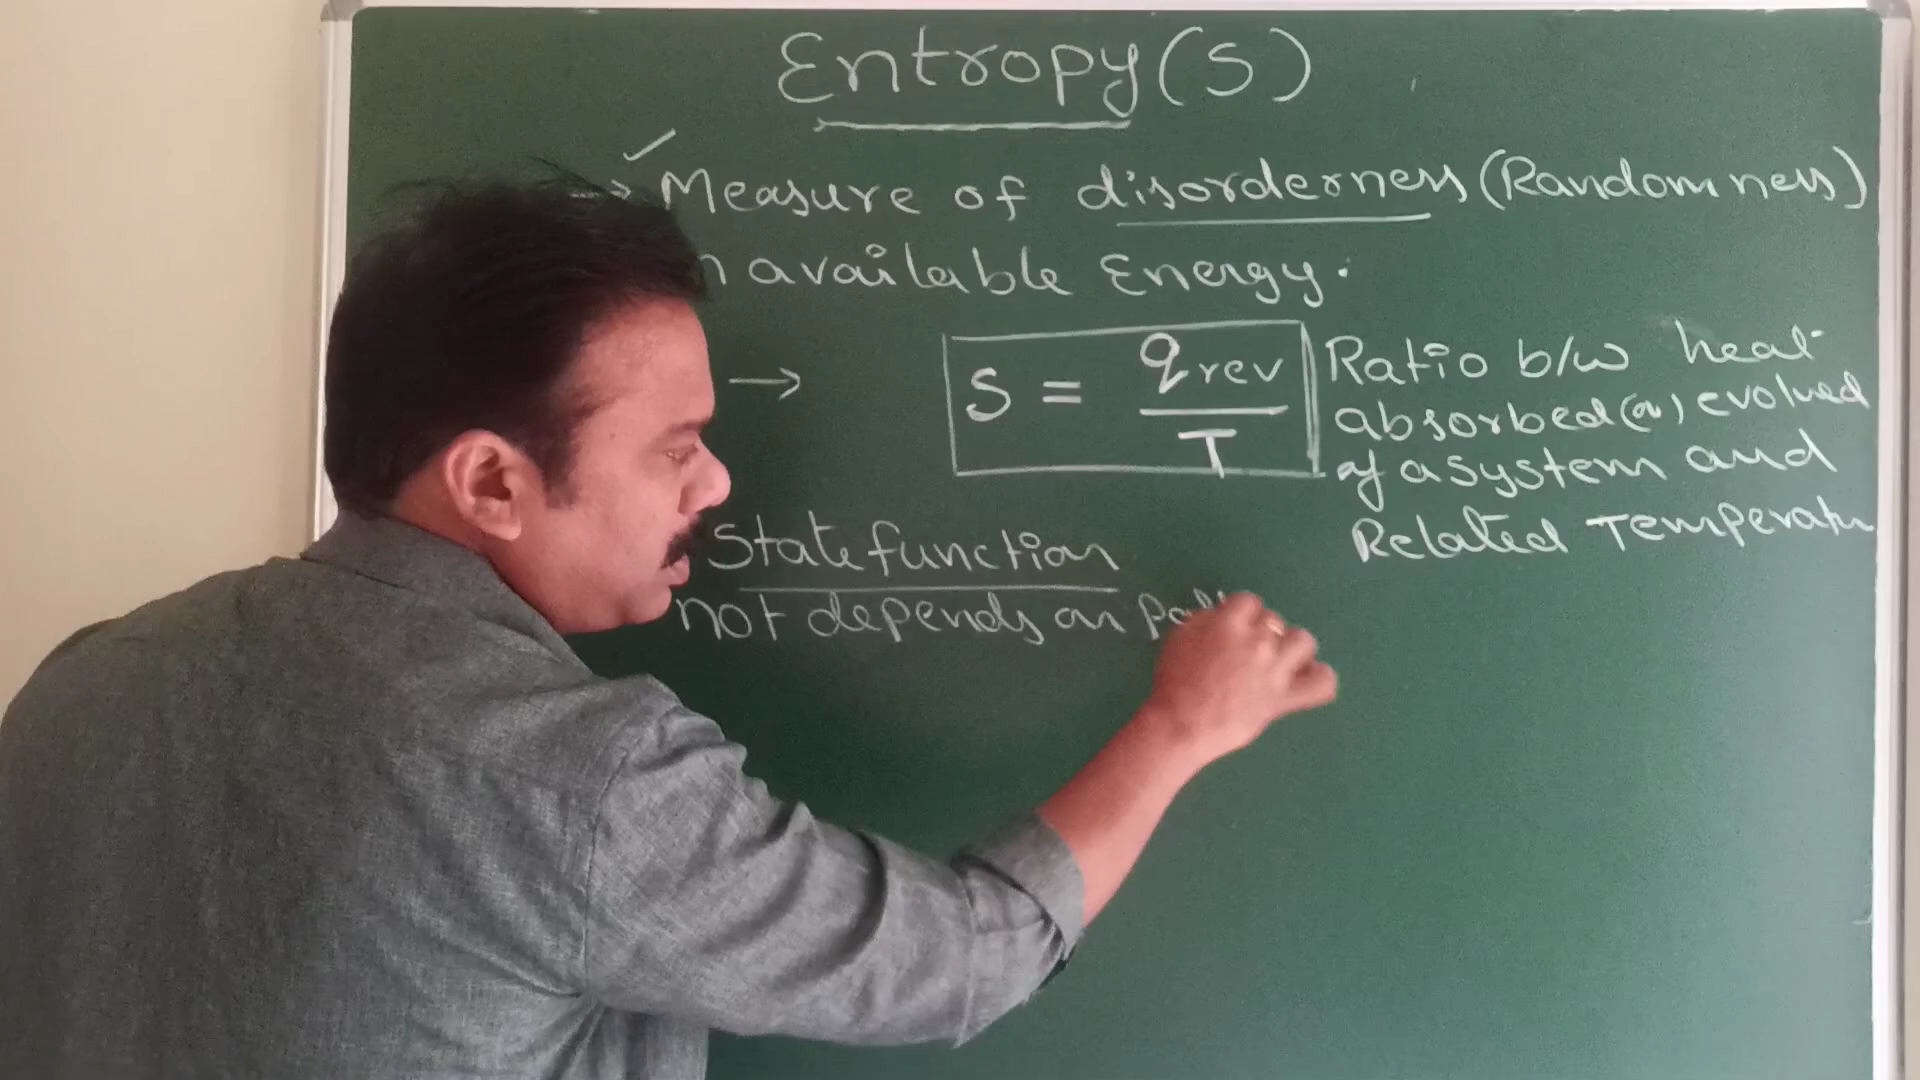 Entropy (S)
→ Measure of disorderness (Randomness)
available Energy.
→ S = qrev / T
Ratio b/w heat
absorbed (or) evolved
of a system and
Related Temperatu
State function
not depends on